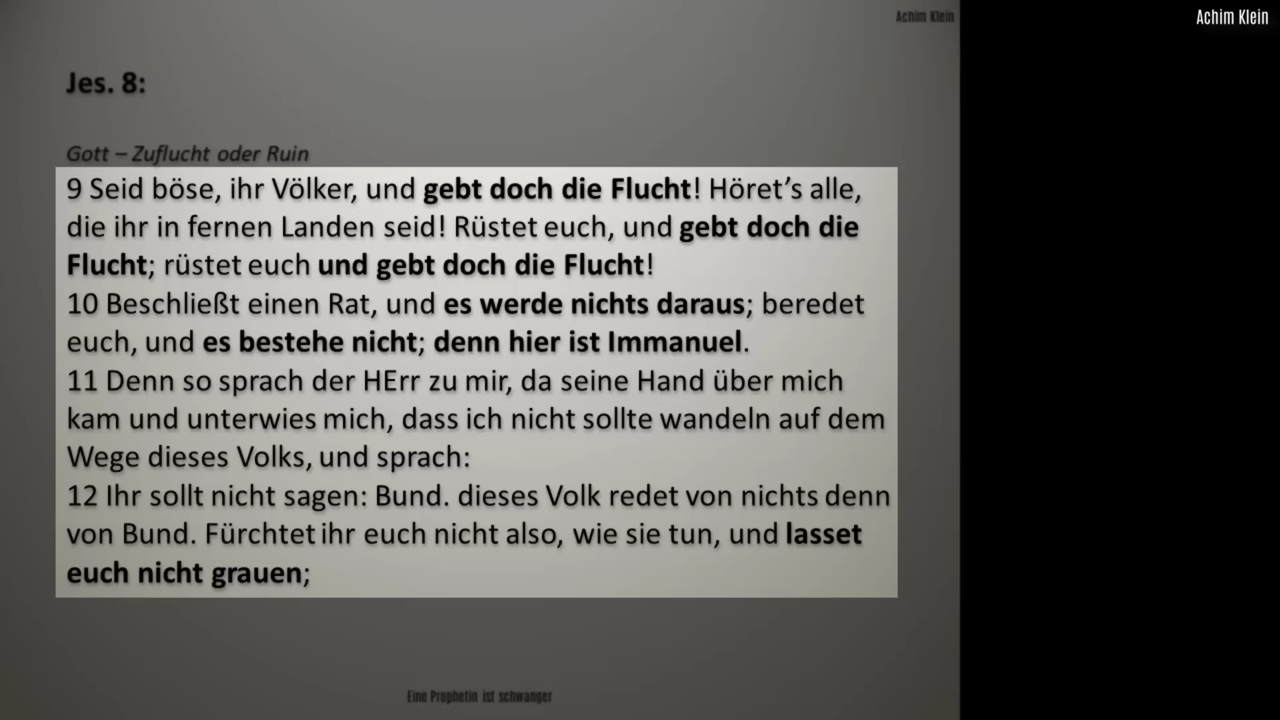 Achim Klein
Achim Klein
Jes. 8:
Gott – Zuflucht oder Ruin
9 Seid böse, ihr Völker, und gebt doch die Flucht! Höret’s alle,
die ihr in fernen Landen seid! Rüstet euch, und gebt doch die
Flucht; rüstet euch und gebt doch die Flucht!
10 Beschließt einen Rat, und es werde nichts daraus; beredet
euch, und es bestehe nicht; denn hier ist Immanuel.
11 Denn so sprach der HErr zu mir, da seine Hand über mich
kam und unterwies mich, dass ich nicht sollte wandeln auf dem
Wege dieses Volks, und sprach:
12 Ihr sollt nicht sagen: Bund. dieses Volk redet von nichts denn
von Bund. Fürchtet ihr euch nicht also, wie sie tun, und lasset
euch nicht grauen;
Eine Prophetin ist schwanger